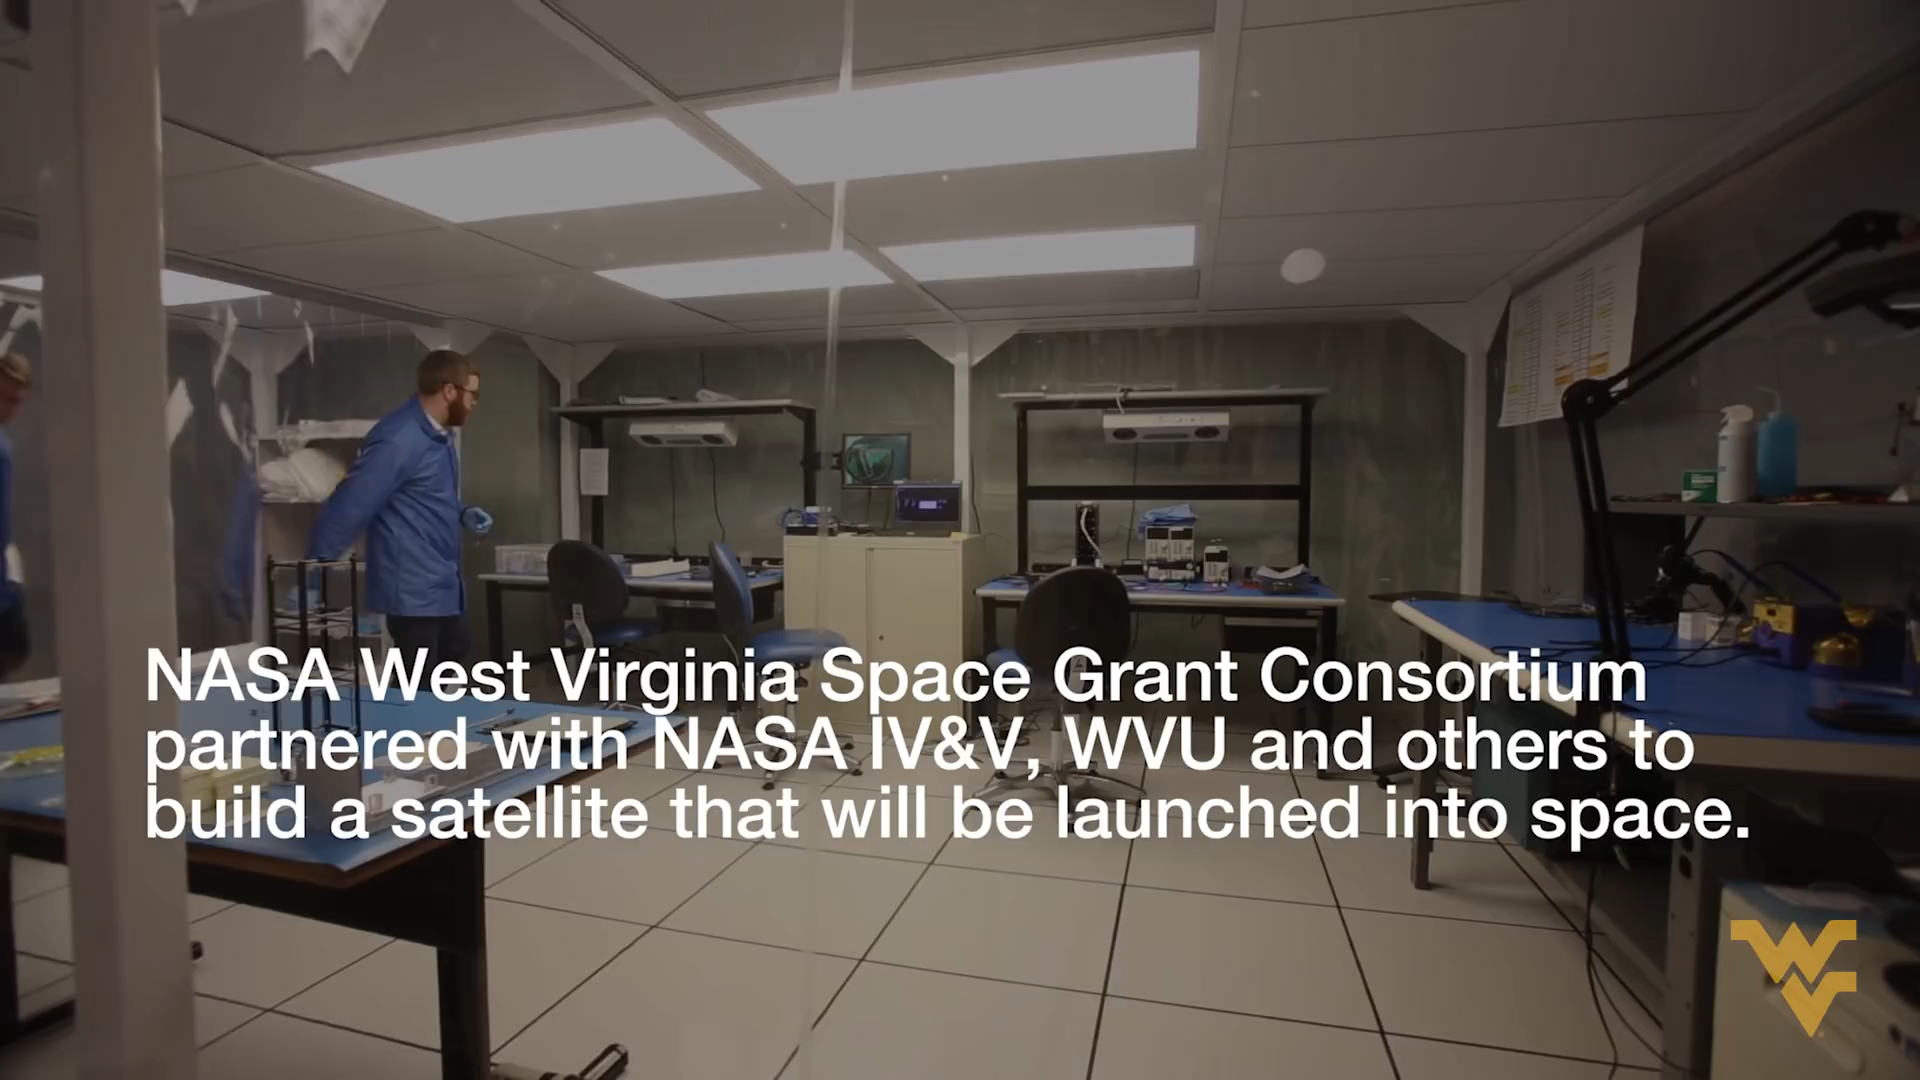 NASA West Virginia Space Grant Consortium
partnered with NASA IV&V, WVU and others to
build a satellite that will be launched into space.
WV